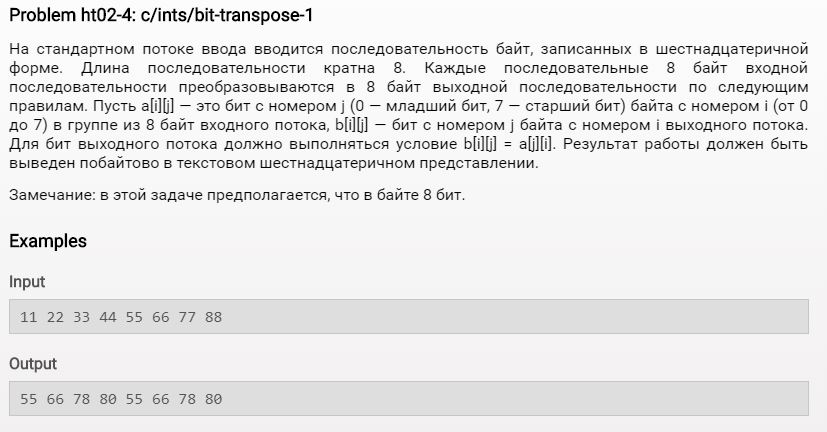 Problem ht02-4: c/ints/bit-transpose-1
На стандартном потоке ввода вводится последовательность байт, записанных в шестнадцатеричной
форме. Длина последовательности кратна 8. Каждые последовательные 8 байт входной
последовательности преобразовываются в 8 байт выходной последовательности по следующим
правилам. Пусть a[i][j] — это бит с номером j (0 — младший бит, 7 — старший бит) байта с номером i (от 0
до 7) в группе из 8 байт входного потока, b[i][j] — бит с номером j байта с номером i выходного потока.
Для бит выходного потока должно выполняться условие b[i][j] = a[j][i]. Результат работы должен быть
выведен побайтово в текстовом шестнадцатеричном представлении.
Замечание: в этой задаче предполагается, что в байте 8 бит.
Examples
Input
11 22 33 44 55 66 77 88
Output
55 66 78 80 55 66 78 80